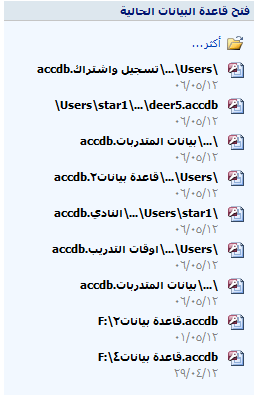 فتح قاعدة البيانات الحالية
أكثر...
\Users\...\تسجيل واشتراك.accdb
٠٦/٠٥/١٢
\Users\star1\...\deer5.accdb
٠٦/٠٥/١٢
\...\بيانات المتدربات.accdb
٠٦/٠٥/١٢
\Users\...\قاعدة بيانات٢.accdb
٠٦/٠٥/١٢
\Users\star1\...\النادي.accdb
٠٦/٠٥/١٢
\Users\...\اوقات التدريب.accdb
٠٦/٠٥/١٢
\...\بيانات المتدربات.accdb
٠٦/٠٥/١٢
F:\قاعدة بيانات٢.accdb
٠١/٠٥/١٢
F:\قاعدة بيانات٤.accdb
٢٩/٠٤/١٢